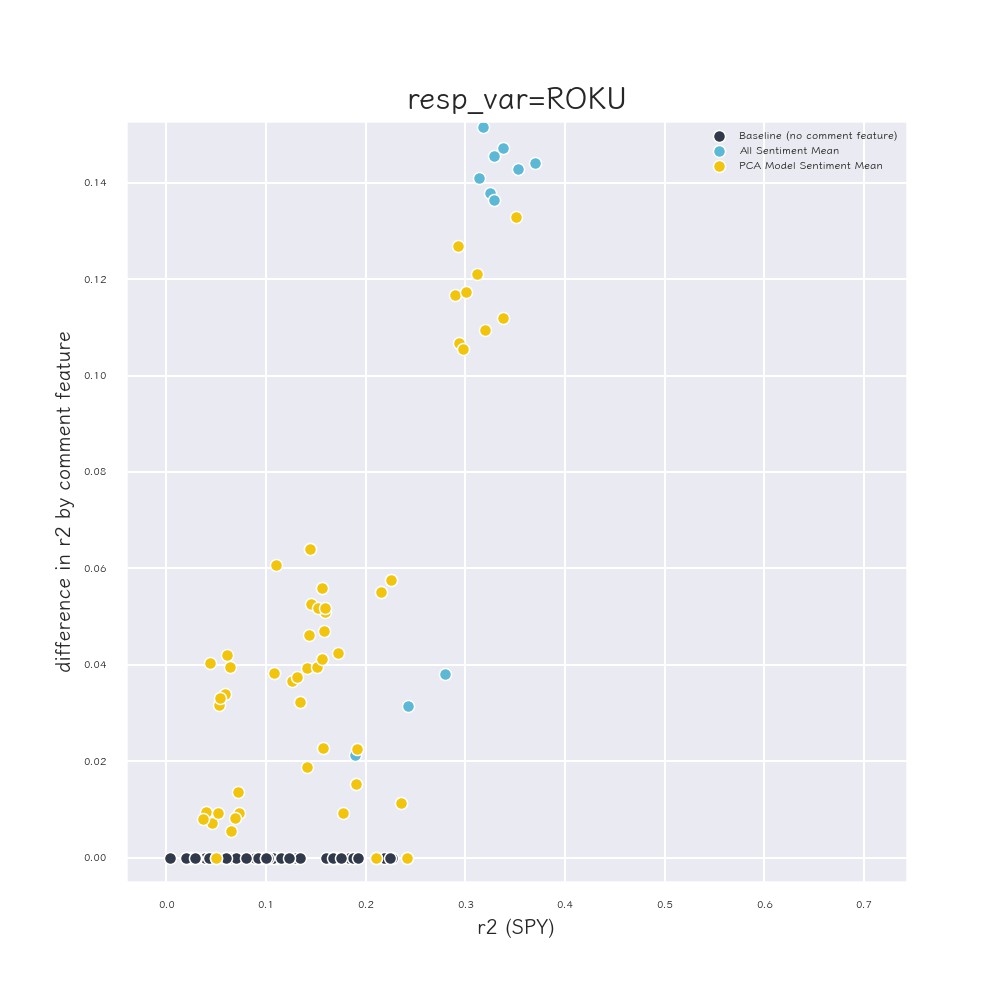 resp_var=ROKU
Baseline (no comment feature)
All Sentiment Mean
PCA Model Sentiment Mean
difference in r2 by comment feature
0.14
0.12
0.10
0.08
0.06
0.04
0.02
0.00
0.0 0.1 0.2 0.3 0.4 0.5 0.6 0.7
r2 (SPY)